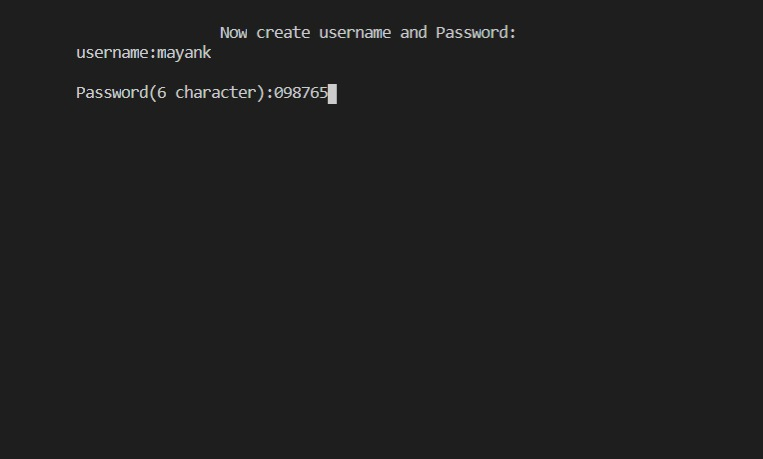 Now create username and Password:
username:mayank
Password(6 character):098765